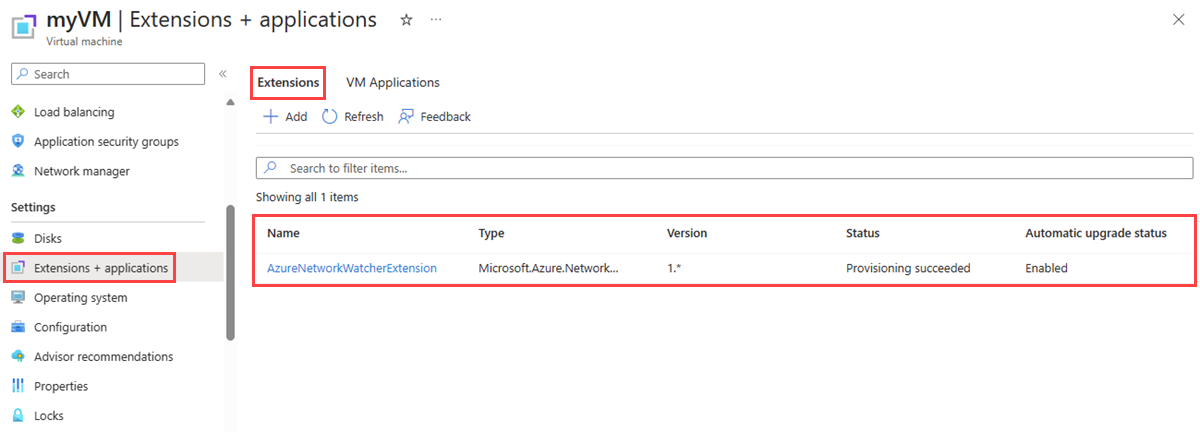 myVM | Extensions + applications
Virtual machine
Search
Load balancing
Application security groups
Network manager
Settings
Disks
Extensions + applications
Operating system
Configuration
Advisor recommendations
Properties
Locks
Extensions VM Applications
Add Refresh Feedback
Search to filter items...
Showing all 1 items
Name Type Version Status Automatic upgrade status
AzureNetworkWatcherExtension Microsoft.Azure.Network... 1.* Provisioning succeeded Enabled